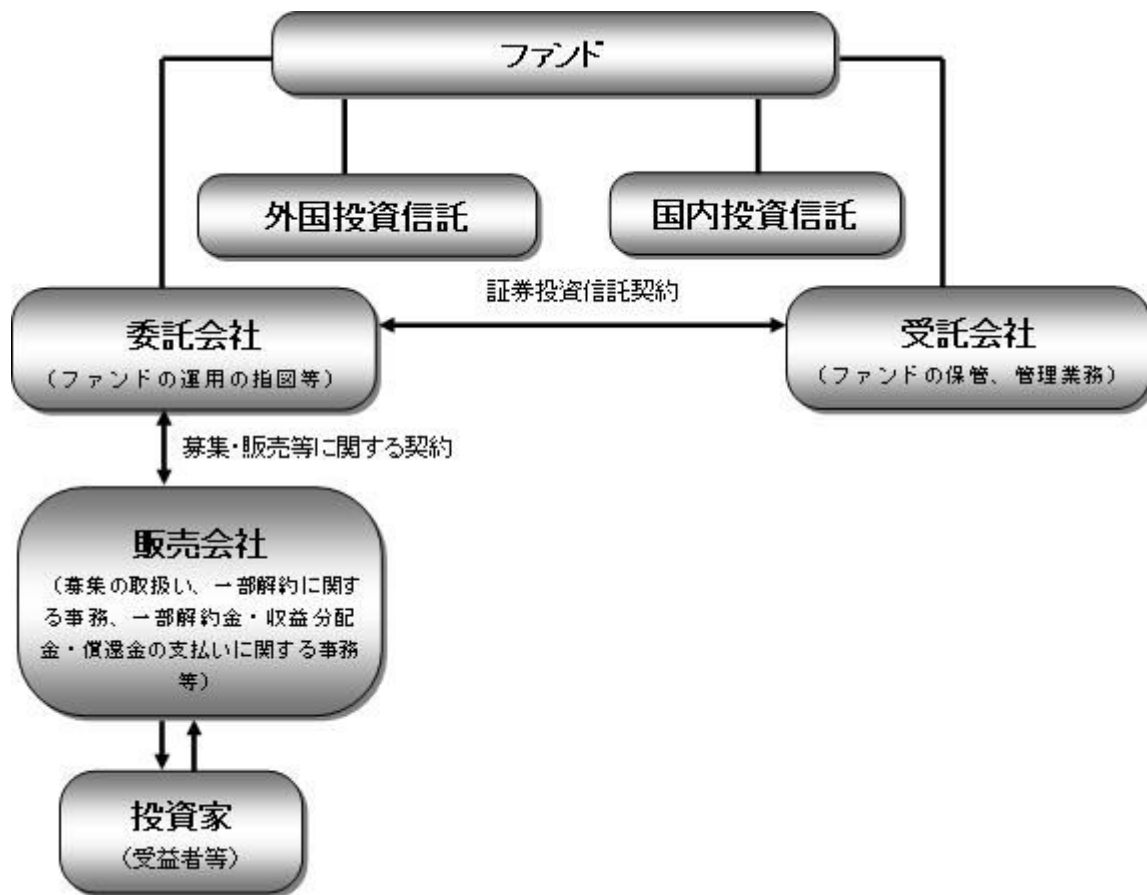 ファンド
外国投資信託
国内投資信託
証券投資信託契約
委託会社
（ファンドの運用の指図等）
受託会社
（ファンドの保管、管理業務）
募集・販売等に関する契約
販売会社
（募集の取扱い、一部解約に関す
る事務、一部解約金・収益分配
金・償還金の支払いに関する事務
等）
投資家
（受益者等）